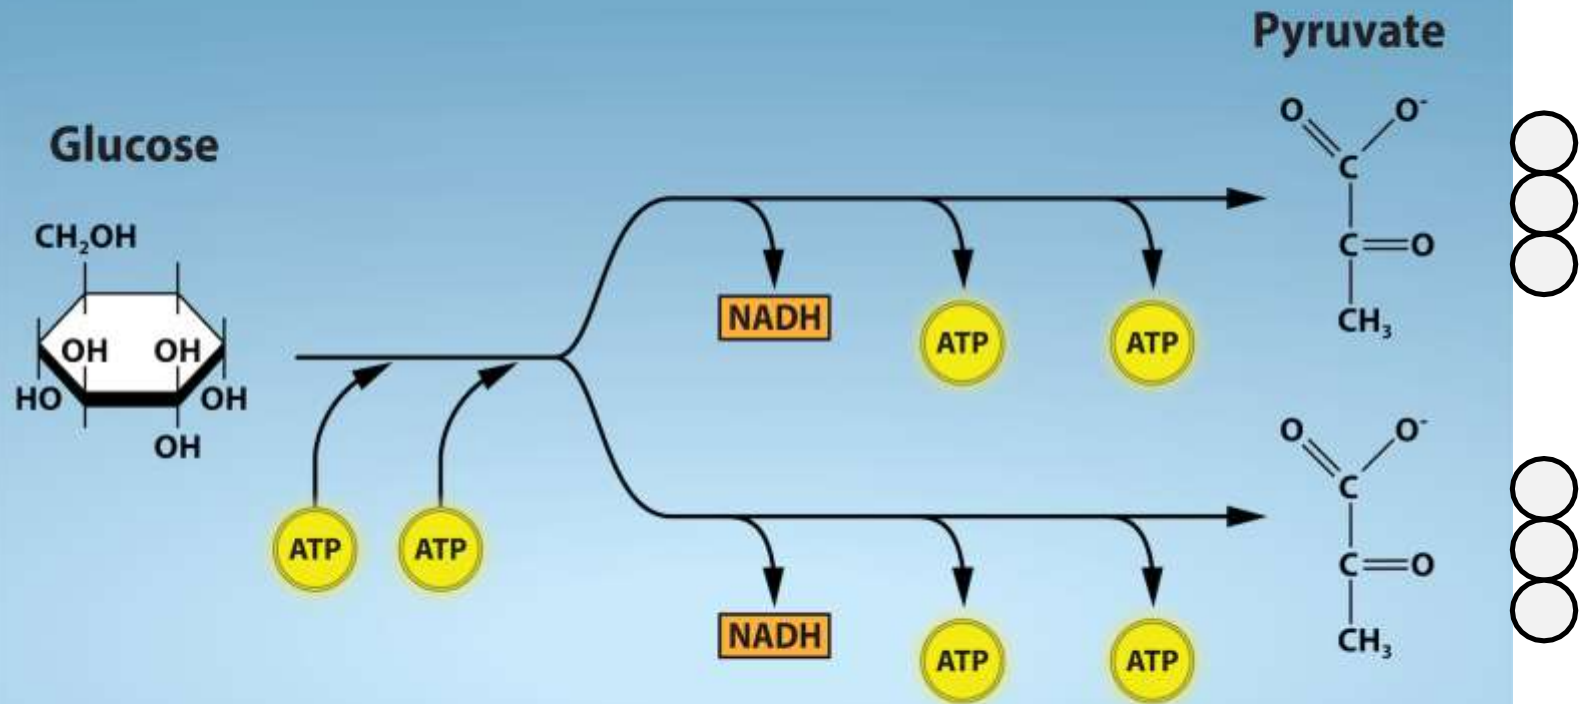 Pyruvate
Glucose
CH₂OH
OH OH
HO OH
OH
ATP ATP
O O⁻
C
C O
CH₃
NADH ATP ATP
O O⁻
C
C O
CH₃
NADH ATP ATP